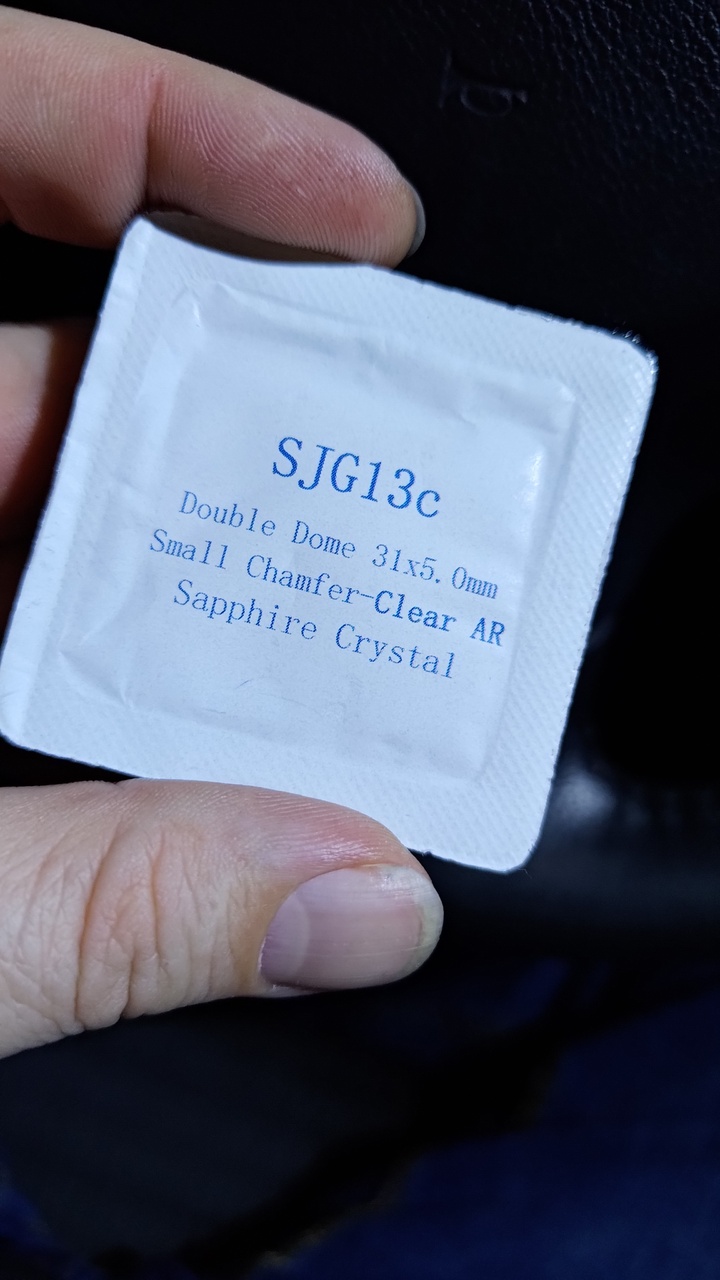 SJG13c
Double Dome 31x5.0mm
Small Chamfer-Clear AR
Sapphire Crystal